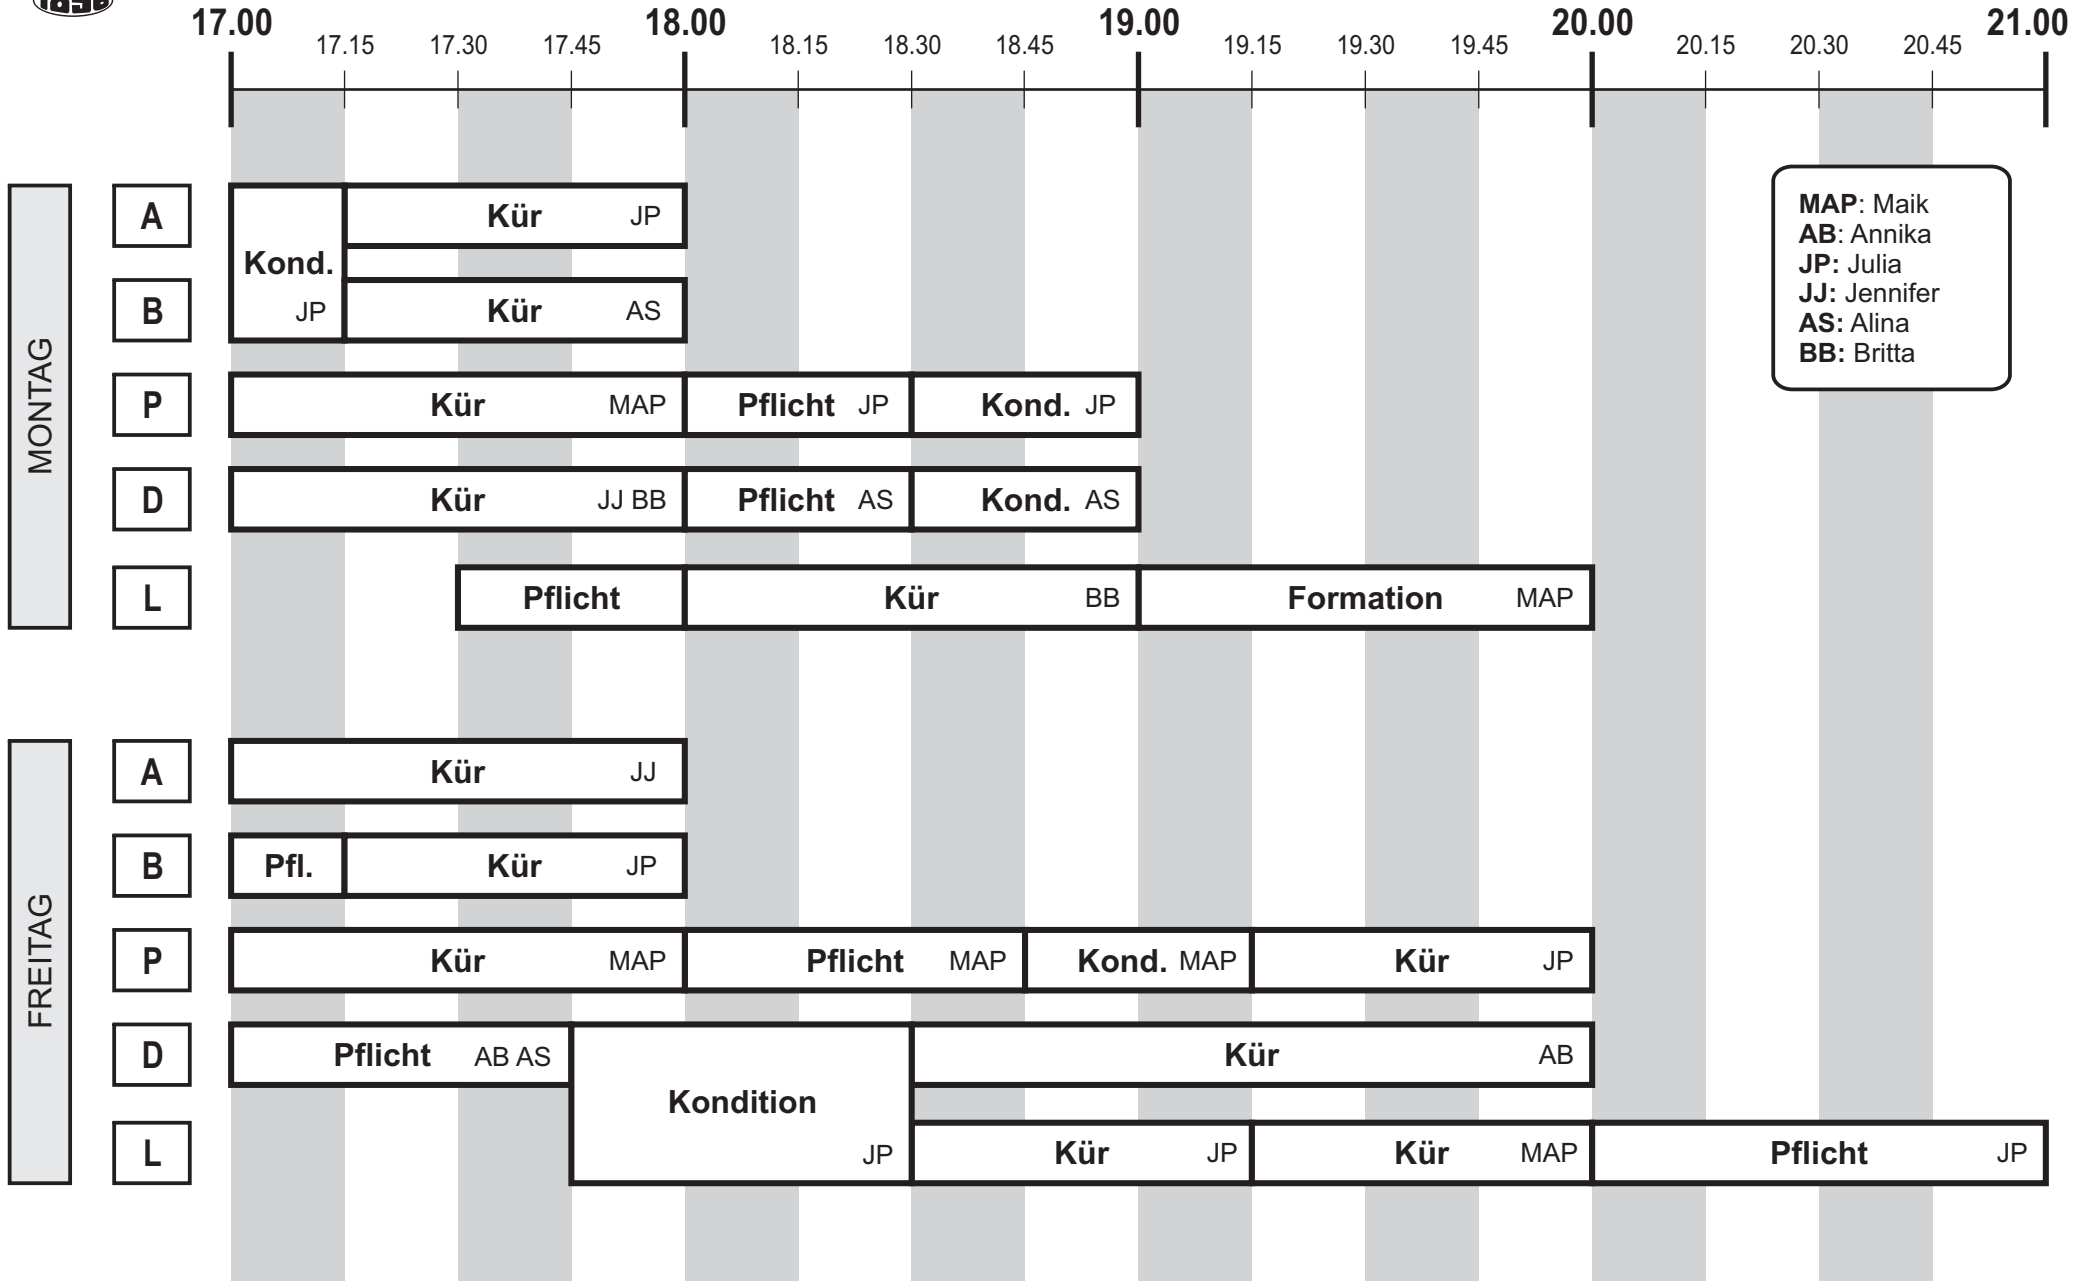 17.00 18.00 19.00 20.00 21.00
17.15 17.30 17.45 18.15 18.30 18.45 19.15 19.30 19.45 20.15 20.30 20.45
MAP: Maik
AB: Annika
JP: Julia
JJ: Jennifer
AS: Alina
BB: Britta
MONTAG
A Kür JP
Kond. JP
B Kür AS
P Kür MAP Pflicht JP Kond. JP
D Kür JJ BB Pflicht AS Kond. AS
L Pflicht Kür BB Formation MAP
FREITAG
A Kür JJ
B Pfl. Kür JP
P Kür MAP Pflicht MAP Kond. MAP Kür JP
D Pflicht AB AS Kür AB
Kondition JP
L Kür JP Kür MAP Pflicht JP